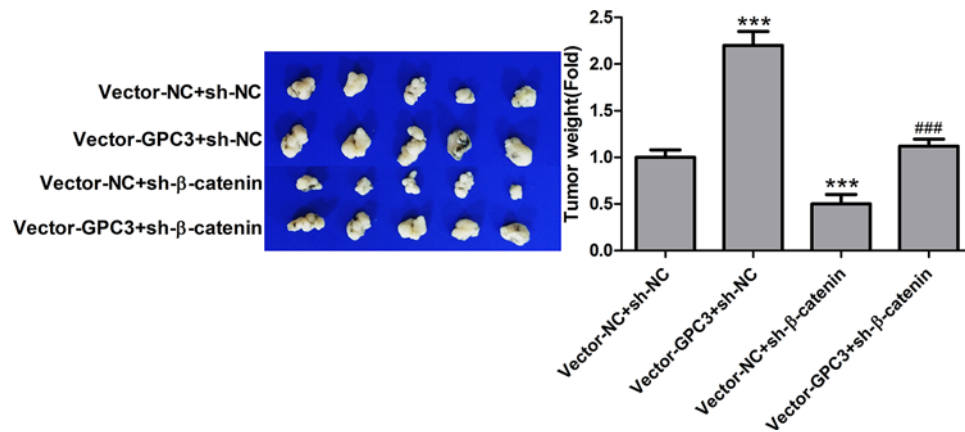 Vector-NC+sh-NC
Vector-GPC3+sh-NC
Vector-NC+sh-β-catenin
Vector-GPC3+sh-β-catenin
Tumor weight(Fold)
2.5
2.0
1.5
1.0
0.5
0.0
***
***
###
Vector-NC+sh-NC
Vector-GPC3+sh-NC
Vector-NC+sh-β-catenin
Vector-GPC3+sh-β-catenin